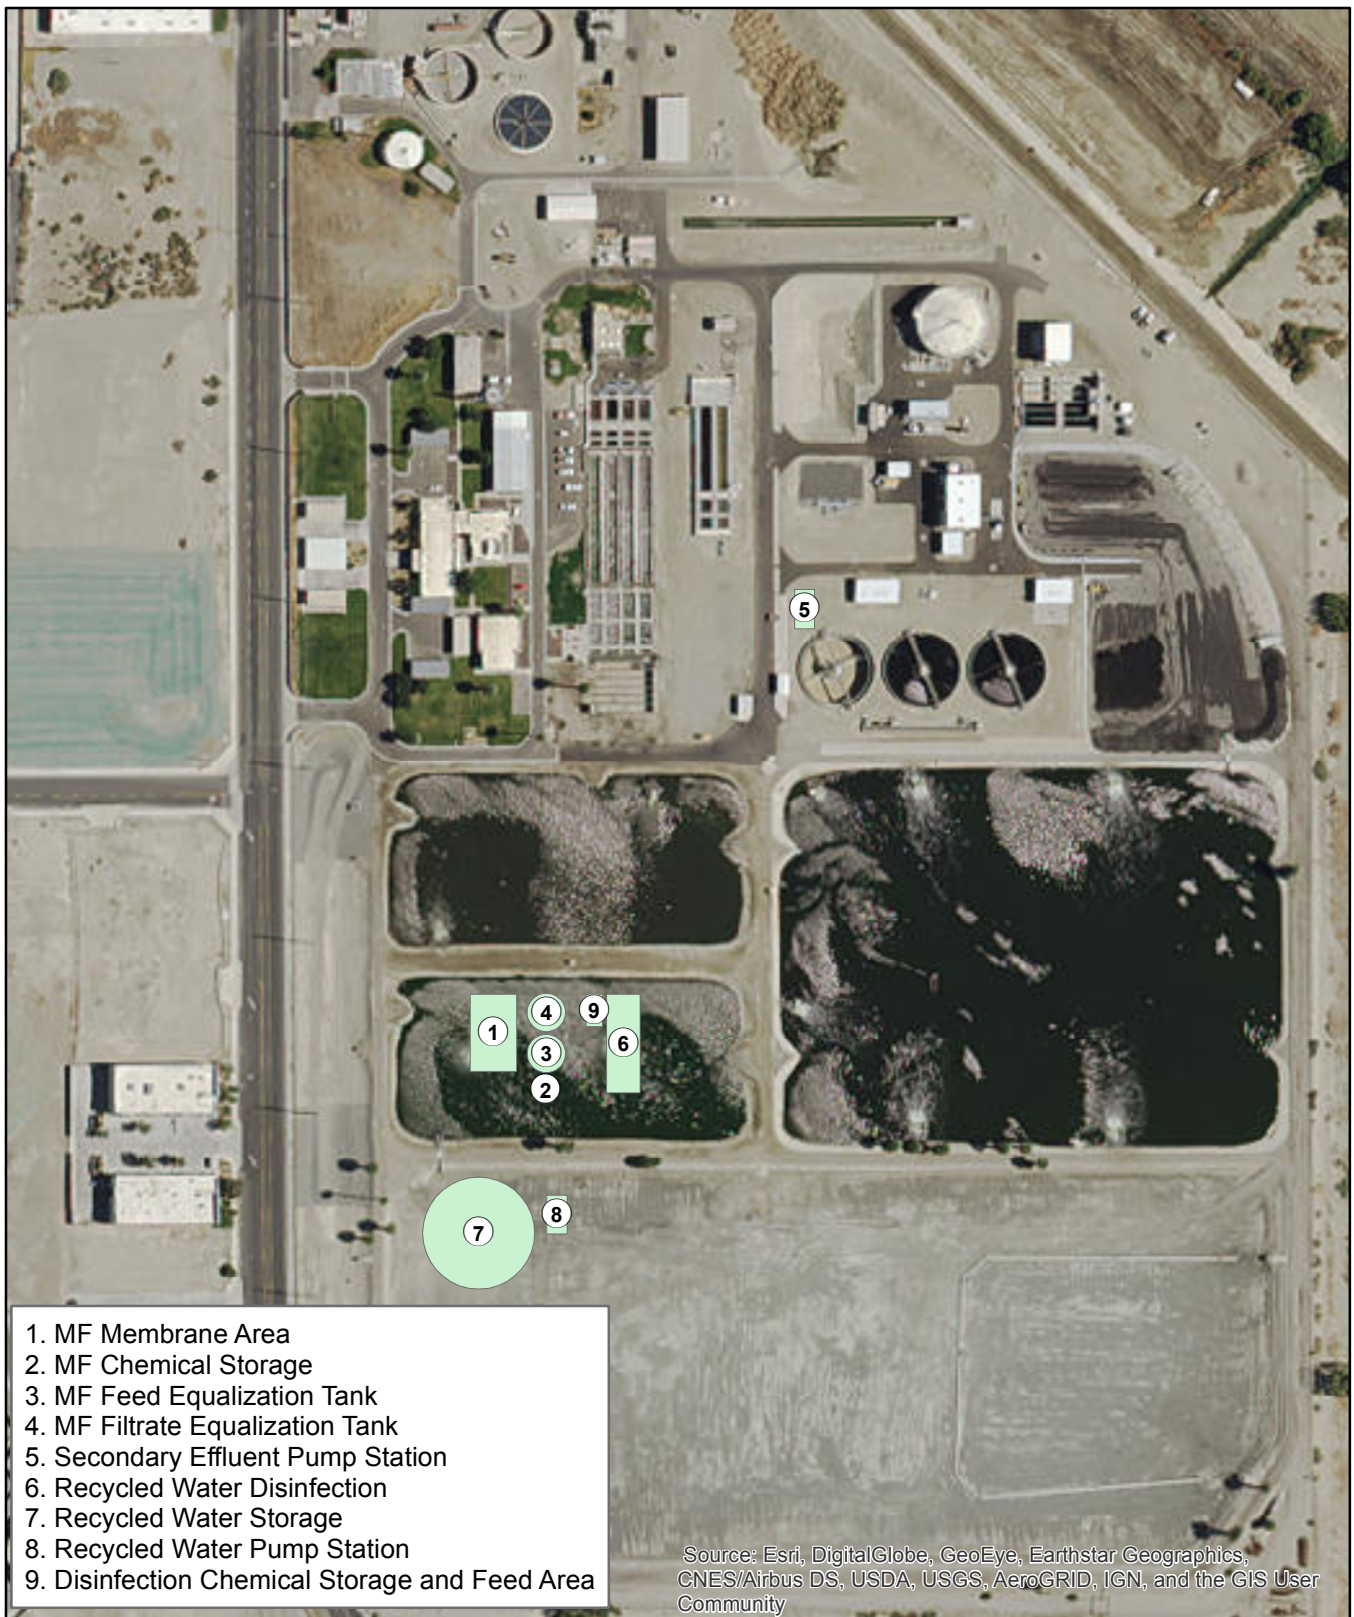 5
4
9
1
6
3
2
8
7
1. MF Membrane Area
2. MF Chemical Storage
3. MF Feed Equalization Tank
4. MF Filtrate Equalization Tank
5. Secondary Effluent Pump Station
6. Recycled Water Disinfection
7. Recycled Water Storage
8. Recycled Water Pump Station
9. Disinfection Chemical Storage and Feed Area
Source: Esri, DigitalGlobe, GeoEye, Earthstar Geographics,
CNES/Airbus DS, USDA, USGS, AeroGRID, IGN, and the GIS User
Community